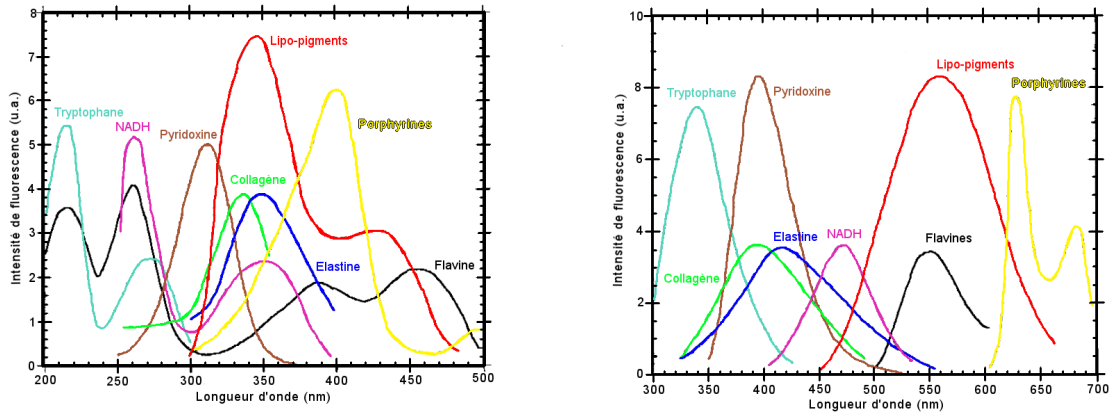 Intensité de fluorescence (u.a.)
8
7
6
5
4
3
2
1
0
Lipo-pigments
Tryptophane
NADH
Pyridoxine
Porphyrines
Collagène
Elastine
Flavine
200 250 300 350 400 450 500
Longueur d'onde (nm)
Intensité de fluorescence (u.a.)
10
8
6
4
2
0
Lipo-pigments
Porphyrines
Tryptophane
Pyridoxine
Elastine
NADH
Flavines
Collagène
300 350 400 450 500 550 600 650 700
Longueur d'onde (nm)